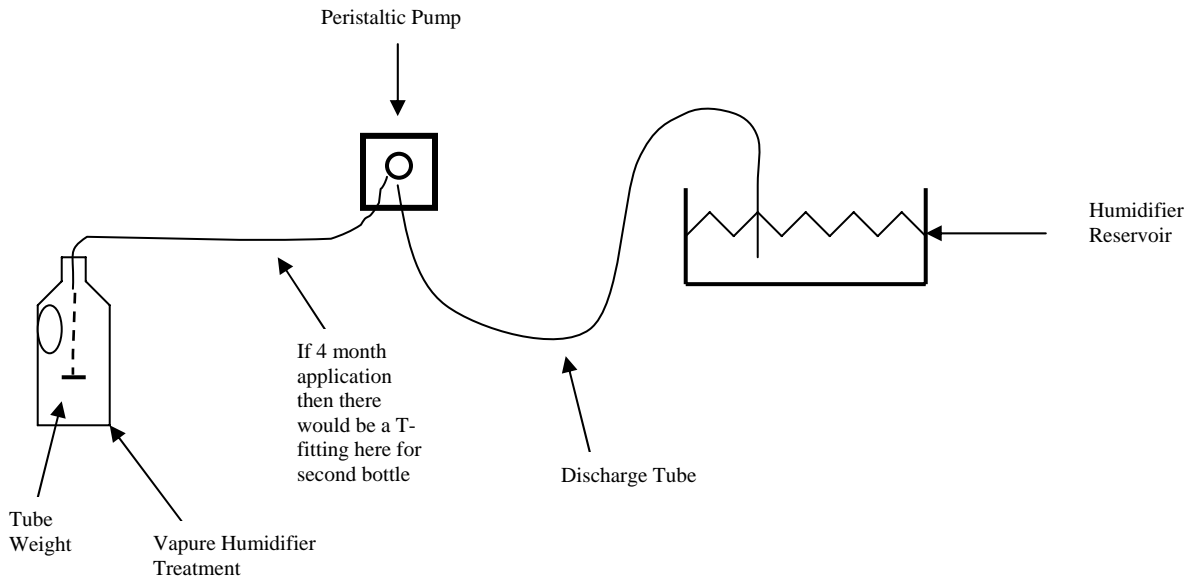 Peristaltic Pump
Humidifier
Reservoir
If 4 month
application
then there
would be a T-
fitting here for
second bottle
Discharge Tube
Tube
Weight
Vapure Humidifier
Treatment